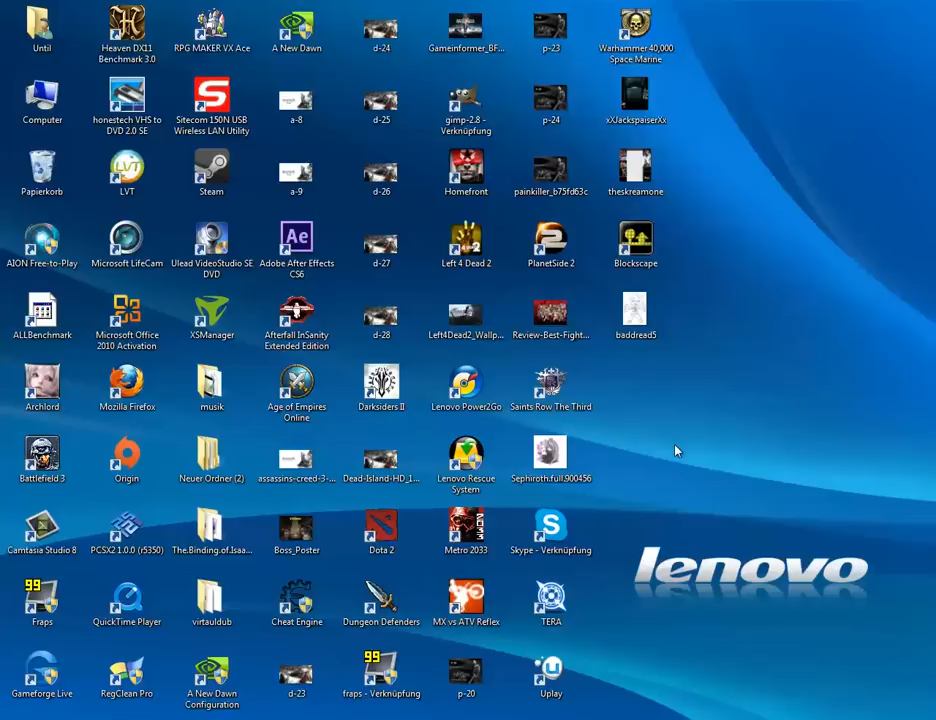 Until
Heaven DX11
Benchmark 3.0
RPG MAKER VX Ace
A New Dawn
d-24
Gameinformer_BF...
p-23
Warhammer 40,000
Space Marine
Computer
honestech VHS to
DVD 2.0 SE
Sitecom 150N USB
Wireless LAN Utility
a-8
d-25
gimp-2.8 -
Verknüpfung
p-24
xXJackspaiserXx
Papierkorb
LVT
LVT
Steam
a-9
d-26
Homefront
painkiller_b75fd63c
theskreamone
AION Free-to-Play
Microsoft LifeCam
Ulead VideoStudio SE
DVD
Ae
Adobe After Effects
CS6
d-27
Left 4 Dead 2
PlanetSide 2
Blockscape
ALLBenchmark
Microsoft Office
2010 Activation
XSManager
Afterfall InSanity
Extended Edition
d-28
Left4Dead2_Wallp...
Review-Best-Fight...
baddread5
Archlord
Mozilla Firefox
musik
Age of Empires
Online
Darksiders II
Lenovo Power2Go
Saints Row The Third
Battlefield 3
Origin
Neuer Ordner (2)
assassins-creed-3-...
Dead-Island-HD_1...
Lenovo Rescue
System
Sephiroth.full.900456
Camtasia Studio 8
PCSX2 1.0.0 (r5350)
The.Binding.of.Isaa...
Boss_Poster
Dota 2
Metro 2033
Skype - Verknüpfung
lenovo
99
Fraps
QuickTime Player
virtauldub
Cheat Engine
Dungeon Defenders
MX vs ATV Reflex
TERA
Gameforge Live
RegClean Pro
A New Dawn
Configuration
d-23
99
fraps - Verknüpfung
p-20
Uplay